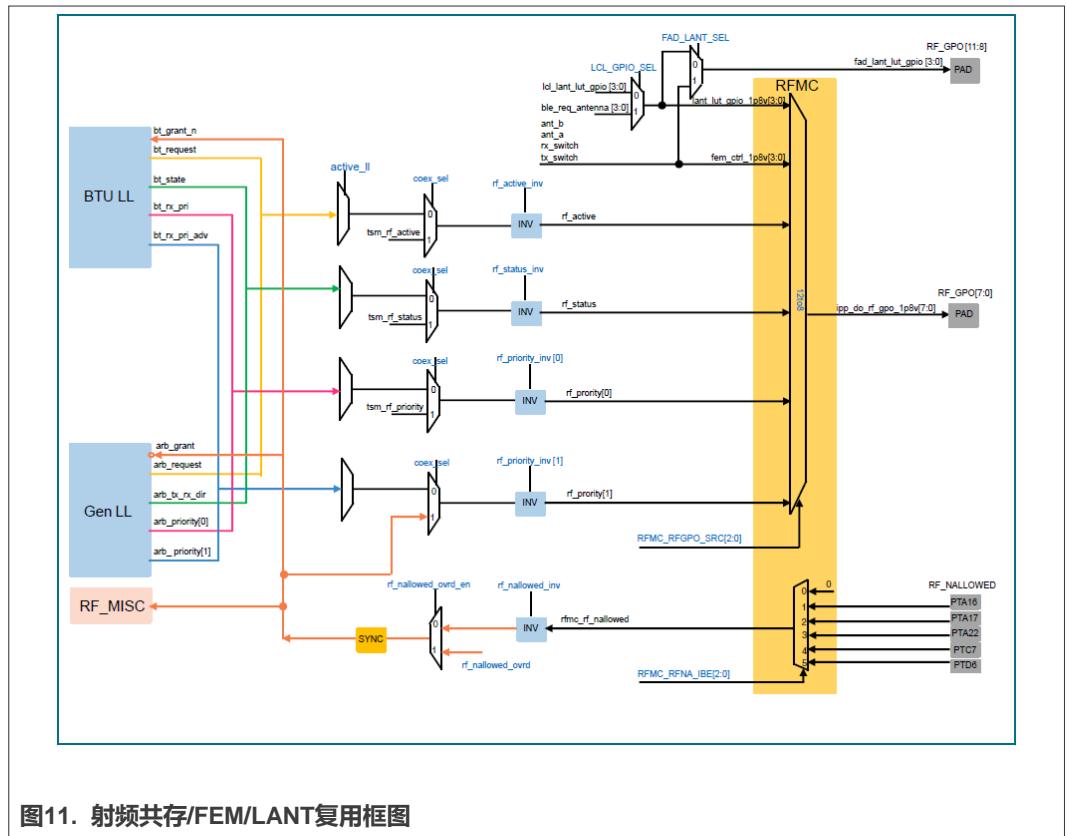 FAD_LANT_SEL
RF_GPO [11:8]
fad_lant_lut_gpio [3:0]
PAD
0
1
LCL_GPIO_SEL
RFMC
lcl_lant_lut_gpio [3:0]
0
lant_lut_gpio_1p8v[3:0]
ble_req_antenna [3:0]
1
ant_b
ant_a
rx_switch
tx_switch
fem_ctrl_1p8v[3:0]
BTU LL
bt_grant_n
bt_request
bt_state
bt_rx_pri
bt_rx_pri_adv
active_ll
coex_sel
0
1
tsm_rf_active
rf_active_inv
INV
rf_active
coex_sel
0
1
tsm_rf_status
rf_status_inv
INV
rf_status
12to8
RF_GPO[7:0]
ipp_do_rf_gpo_1p8v[7:0]
PAD
coex_sel
0
1
tsm_rf_priority
rf_priority_inv [0]
INV
rf_prority[0]
Gen LL
arb_grant
arb_request
arb_tx_rx_dir
arb_priority[0]
arb_ priority[1]
coex_sel
0
1
rf_priority_inv [1]
INV
rf_prority[1]
RFMC_RFGPO_SRC[2:0]
RF_MISC
SYNC
rf_nallowed_ovrd_en
0
1
rf_nallowed_ovrd
rf_nallowed_inv
INV
rfmc_rf_nallowed
RFMC_RFNA_IBE[2:0]
0
1
2
3
4
5
0
RF_NALLOWED
PTA16
PTA17
PTA22
PTC7
PTD6
图11. 射频共存/FEM/LANT复用框图